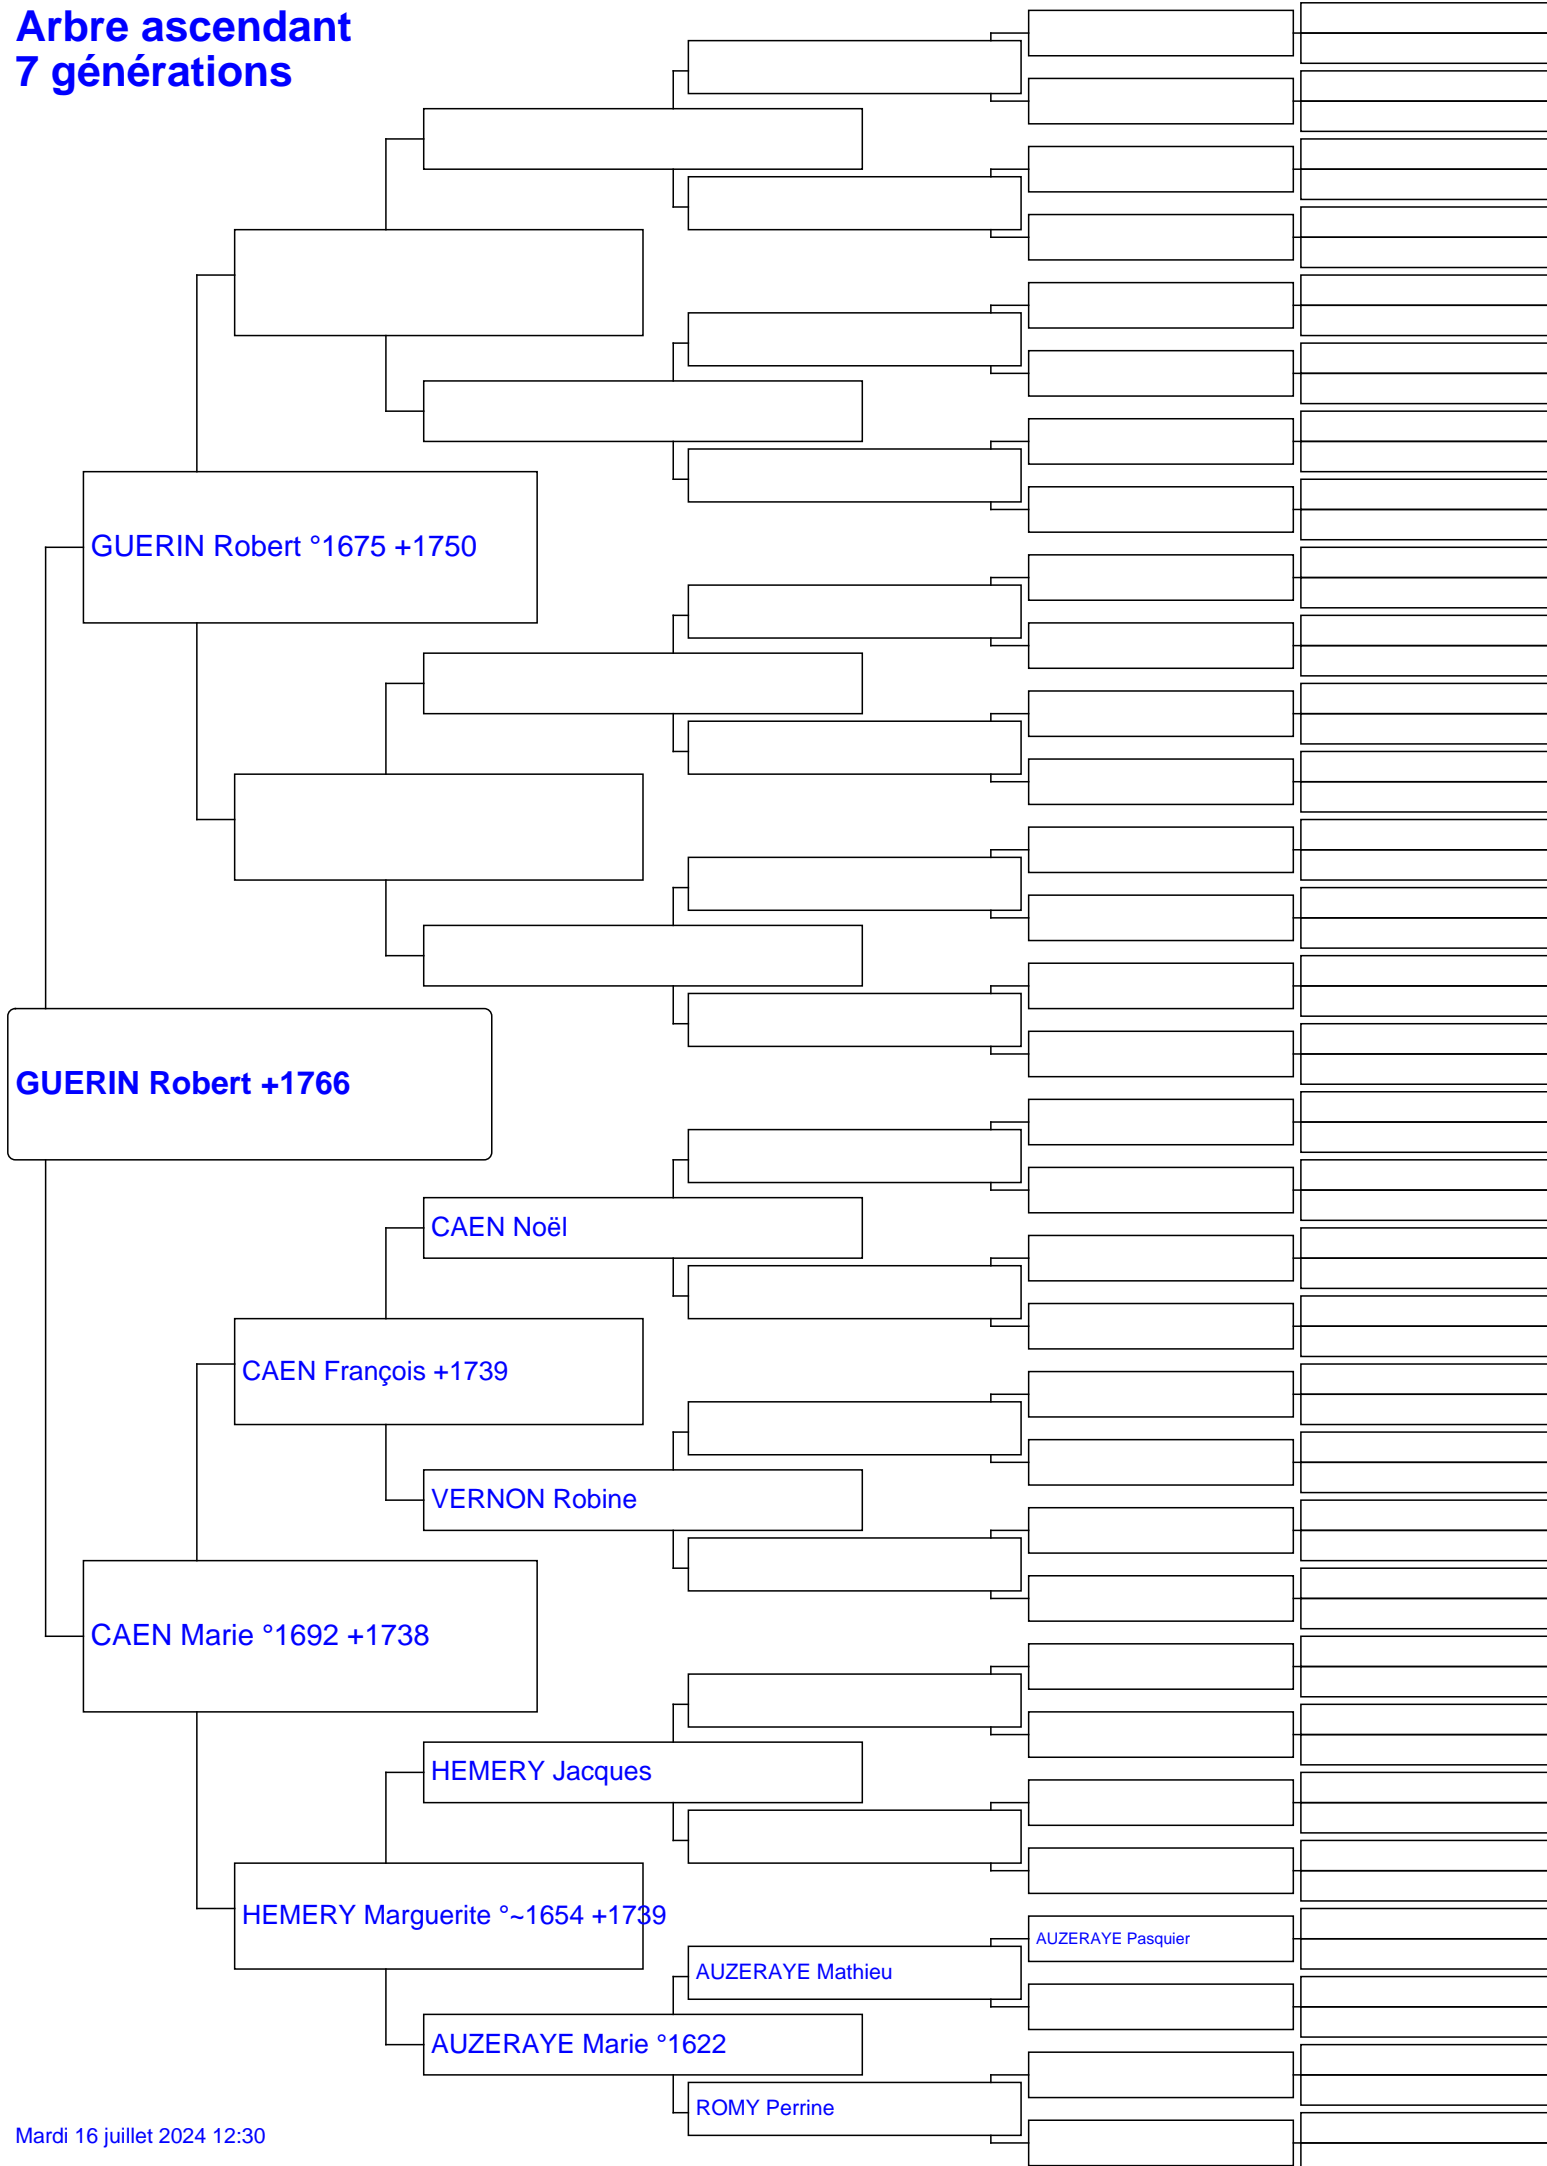 Arbre ascendant
7 générations
GUERIN Robert °1675 +1750
GUERIN Robert +1766
CAEN Noël
CAEN François +1739
VERNON Robine
CAEN Marie °1692 +1738
HEMERY Jacques
HEMERY Marguerite °~1654 +1739
AUZERAYE Pasquier
AUZERAYE Mathieu
AUZERAYE Marie °1622
ROMY Perrine
Mardi 16 juillet 2024 12:30